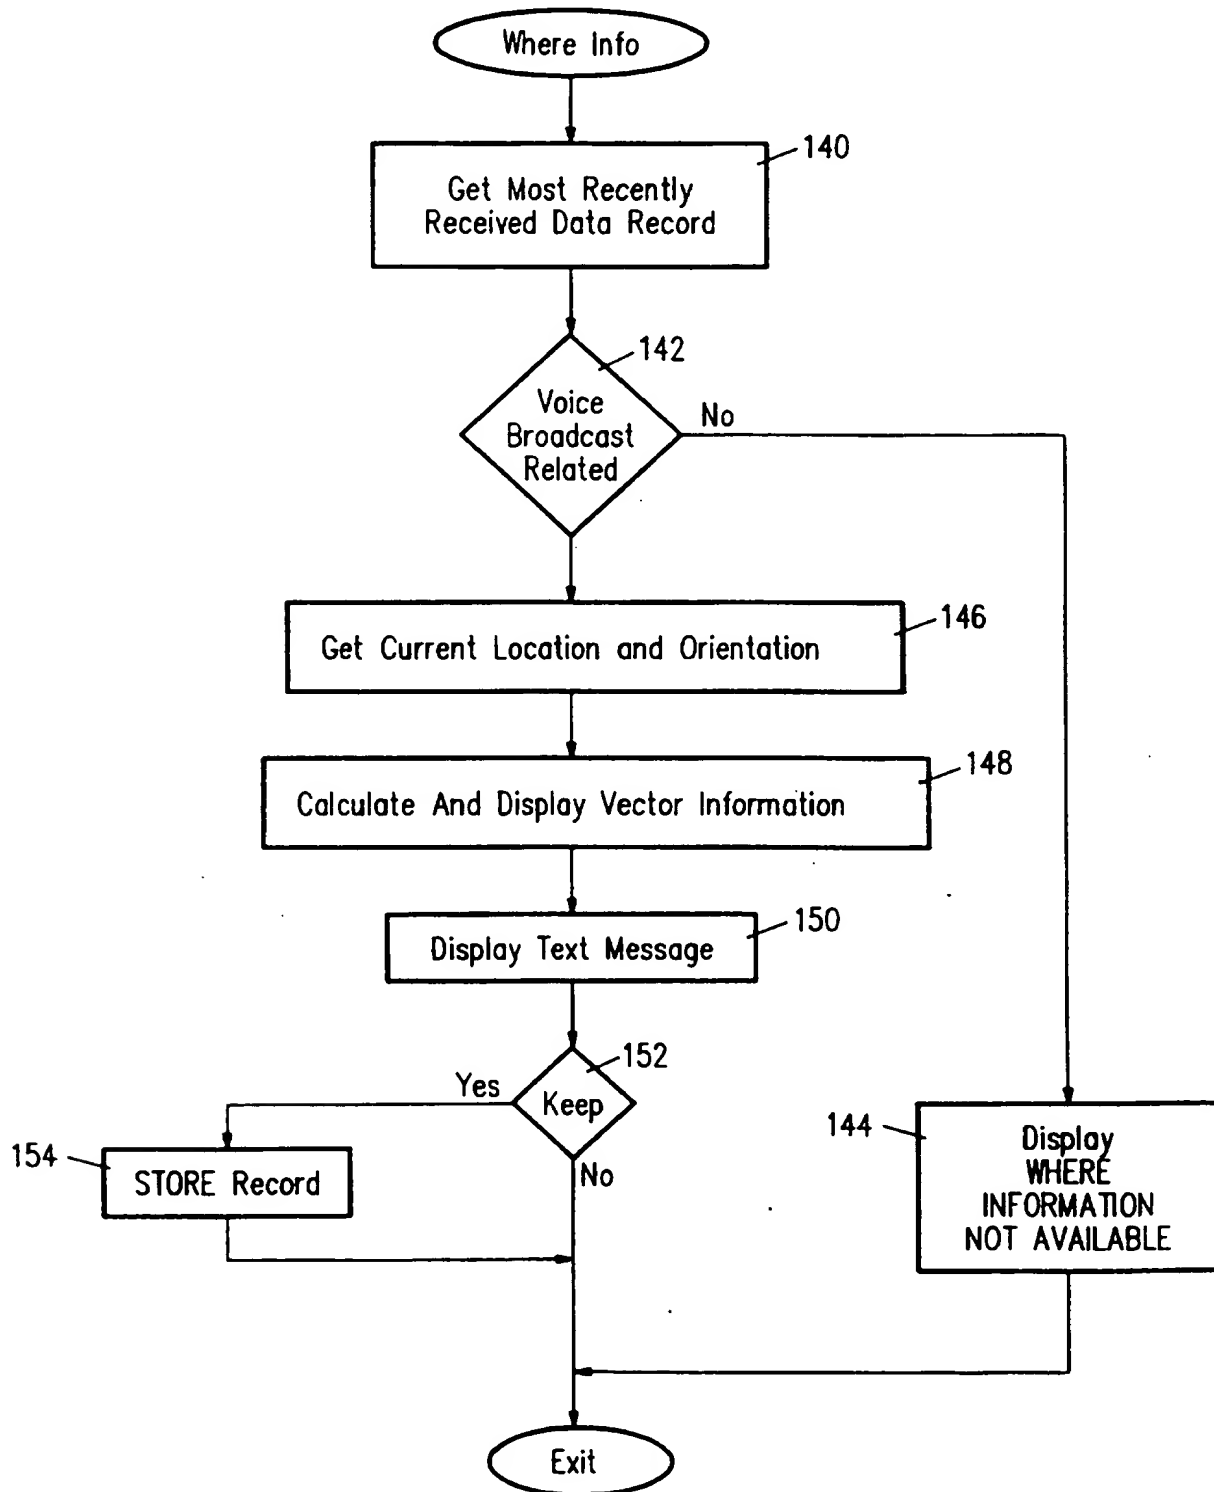 Where Info
140
Get Most Recently
Received Data Record
142
Voice
Broadcast
Related
No
146
Get Current Location and Orientation
148
Calculate And Display Vector Information
150
Display Text Message
152
Yes
Keep
No
154
STORE Record
144
Display
WHERE
INFORMATION
NOT AVAILABLE
Exit